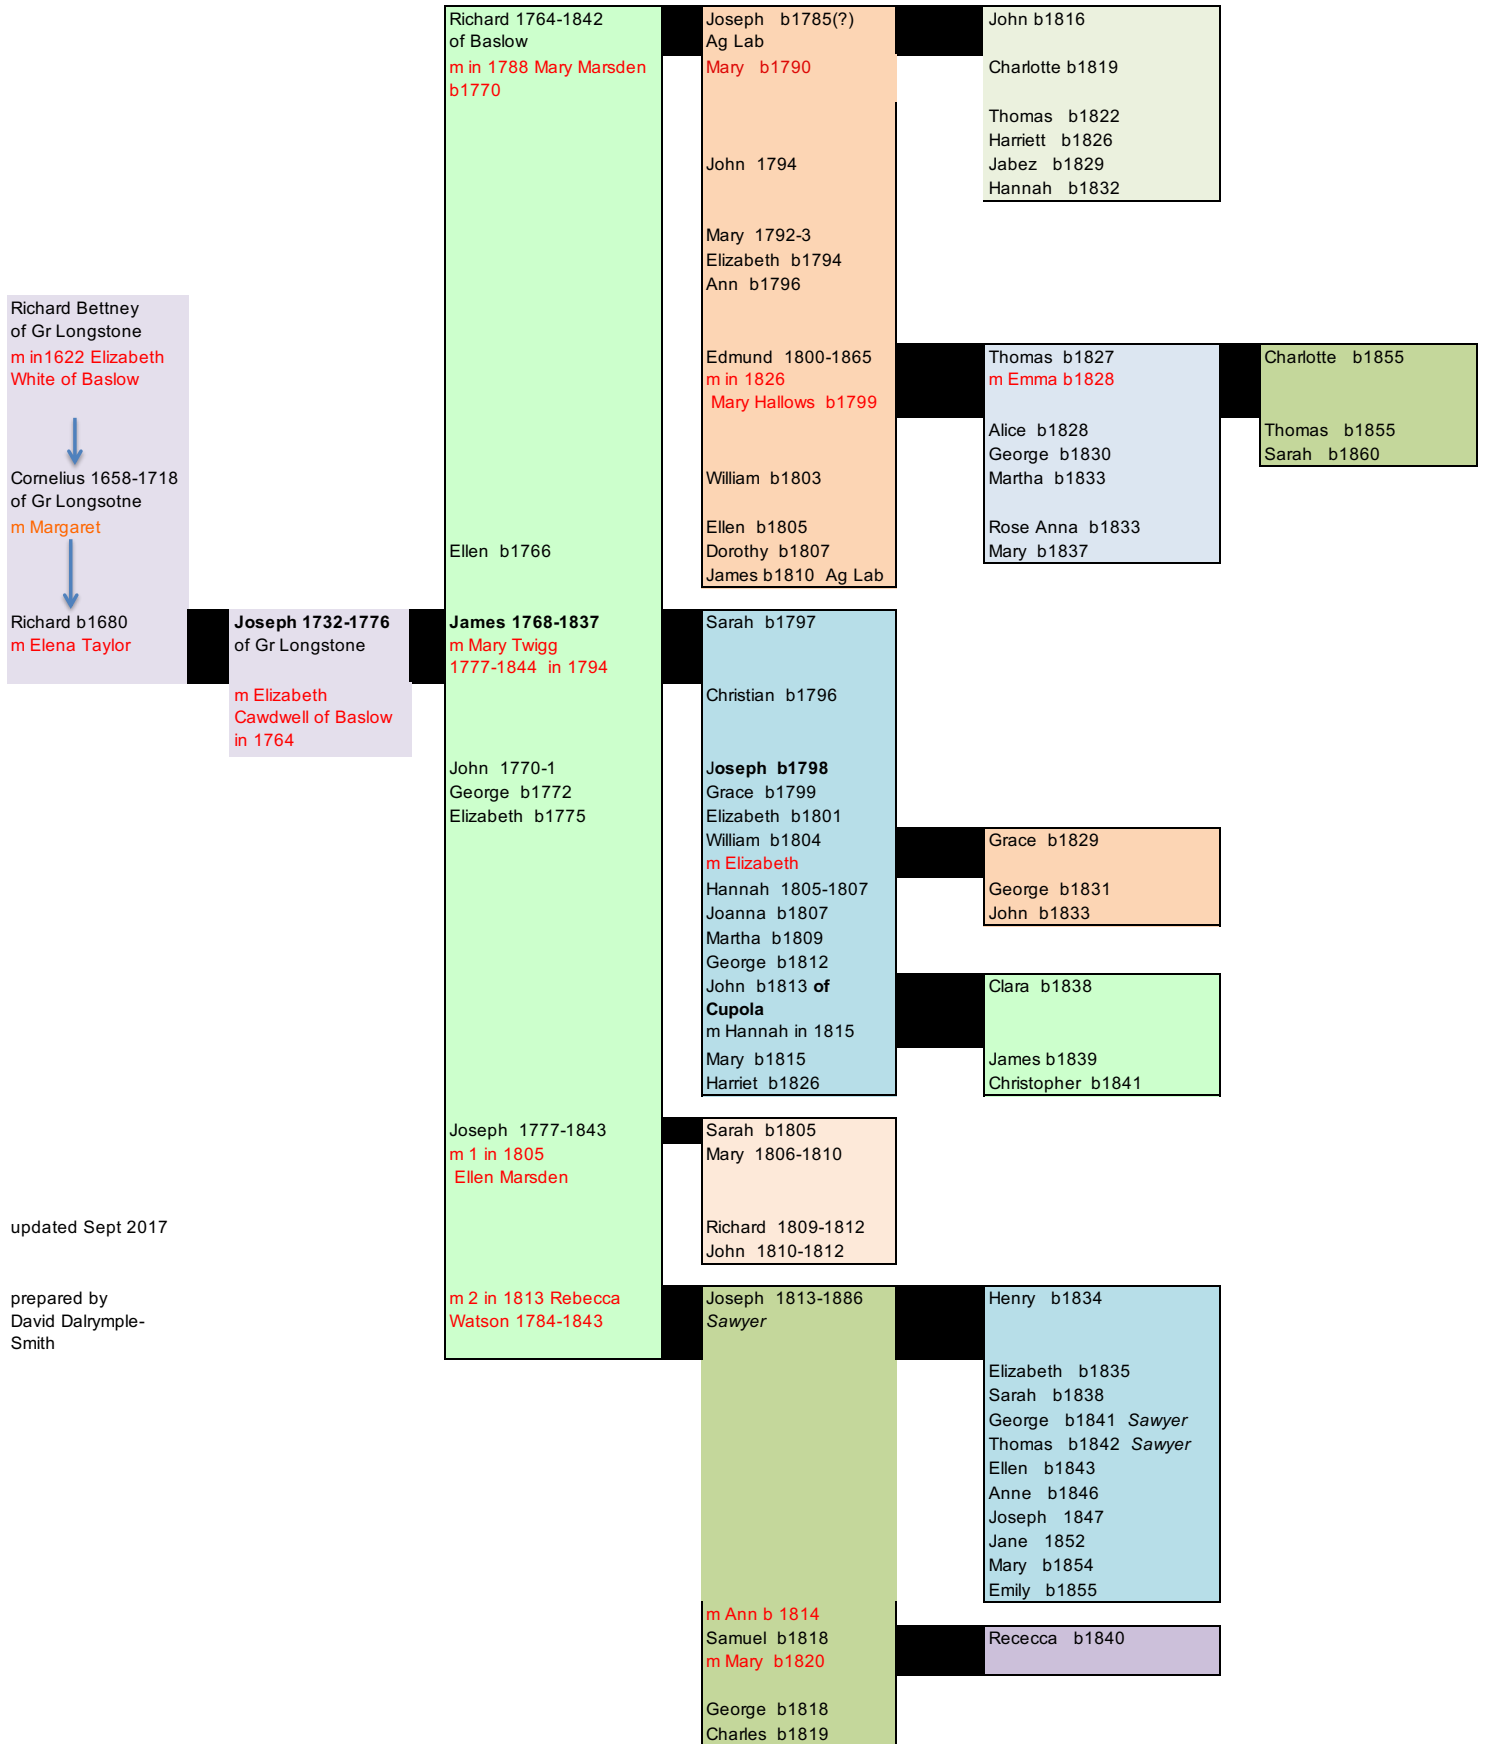 Richard Bettney
of Gr Longstone
m in1622 Elizabeth
White of Baslow
Cornelius 1658-1718
of Gr Longsotne
m Margaret
Richard b1680
m Elena Taylor
updated Sept 2017
prepared by
David Dalrymple-
Smith
Joseph 1732-1776
of Gr Longstone
m Elizabeth
Cawdwell of Baslow
in 1764
Richard 1764-1842
of Baslow
m in 1788 Mary Marsden
b1770
Ellen b1766
James 1768-1837
m Mary Twigg
1777-1844 in 1794
John 1770-1
George b1772
Elizabeth b1775
Joseph 1777-1843
m 1 in 1805
Ellen Marsden
m 2 in 1813 Rebecca
Watson 1784-1843
Joseph b1785(?)
Ag Lab
Mary b1790
John 1794
Mary 1792-3
Elizabeth b1794
Ann b1796
Edmund 1800-1865
m in 1826
Mary Hallows b1799
William b1803
Ellen b1805
Dorothy b1807
James b1810 Ag Lab
Sarah b1797
Christian b1796
Joseph b1798
Grace b1799
Elizabeth b1801
William b1804
m Elizabeth
Hannah 1805-1807
Joanna b1807
Martha b1809
George b1812
John b1813 of
Cupola
m Hannah in 1815
Mary b1815
Harriet b1826
Sarah b1805
Mary 1806-1810
Richard 1809-1812
John 1810-1812
Joseph 1813-1886
Sawyer
m Ann b 1814
Samuel b1818
m Mary b1820
George b1818
Charles b1819
John b1816
Charlotte b1819
Thomas b1822
Harriett b1826
Jabez b1829
Hannah b1832
Thomas b1827
m Emma b1828
Alice b1828
George b1830
Martha b1833
Rose Anna b1833
Mary b1837
Grace b1829
George b1831
John b1833
Clara b1838
James b1839
Christopher b1841
Henry b1834
Elizabeth b1835
Sarah b1838
George b1841 Sawyer
Thomas b1842 Sawyer
Ellen b1843
Anne b1846
Joseph 1847
Jane 1852
Mary b1854
Emily b1855
Rececca b1840
Charlotte b1855
Thomas b1855
Sarah b1860